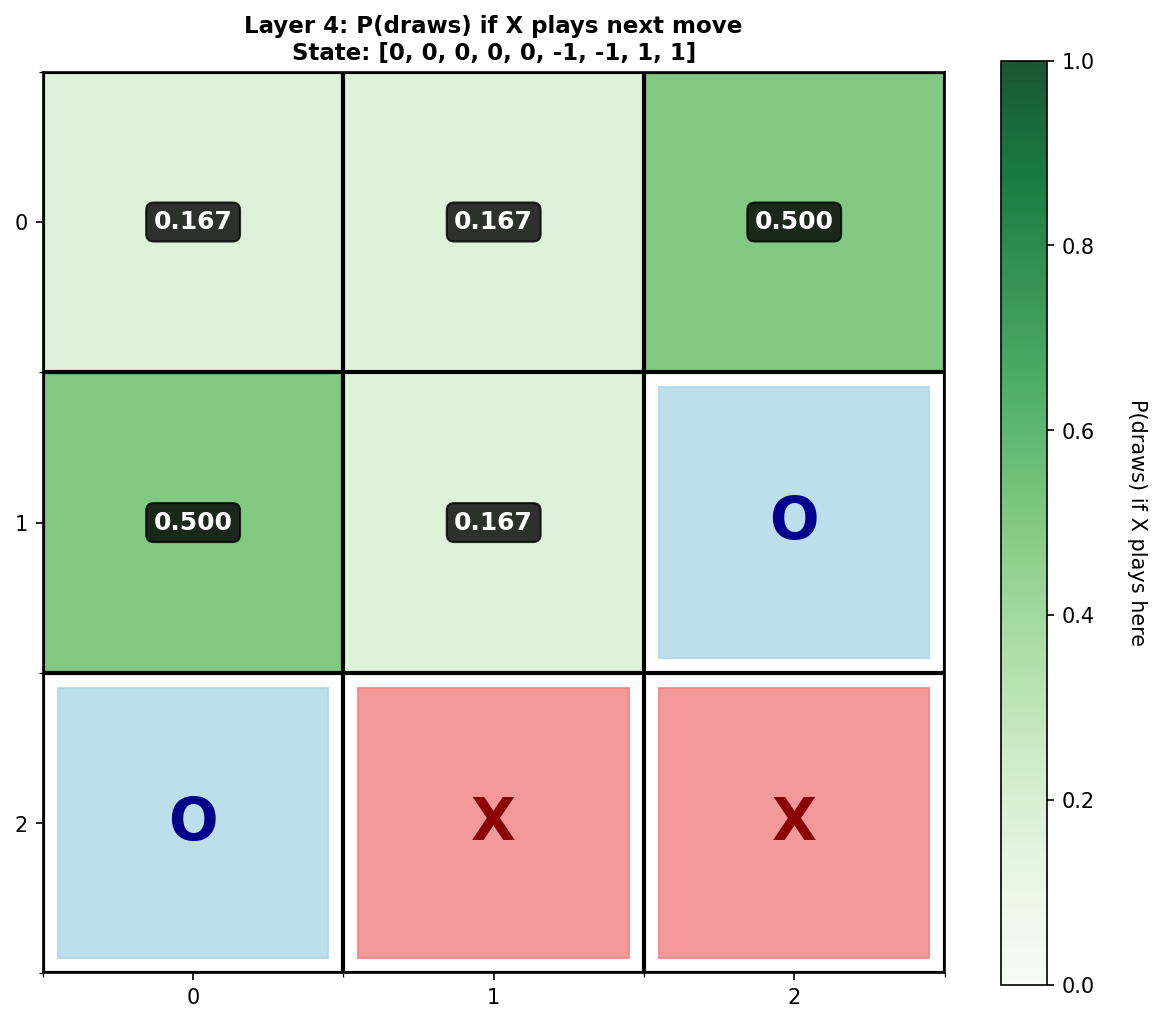 Layer 4: P(draws) if X plays next move
State: [0, 0, 0, 0, 0, -1, -1, 1, 1]
0.167
0.167
0.500
0.500
0.167
O
O
X
X
0
1
2
0
1
2
1.0
0.8
0.6
0.4
0.2
0.0
P(draws) if X plays here